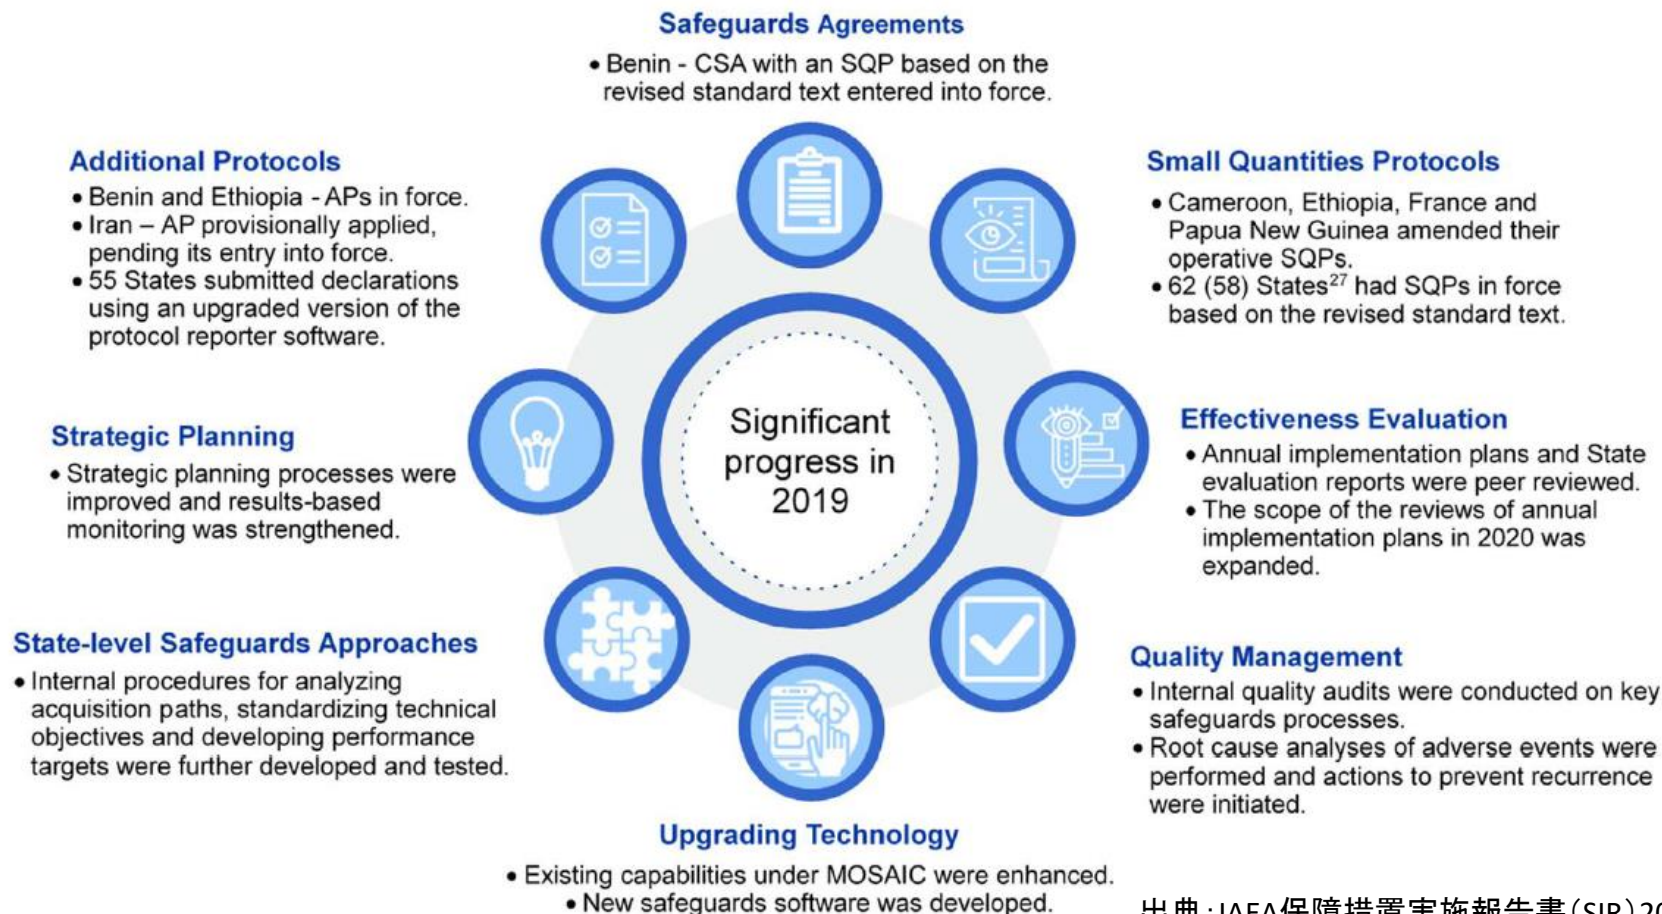 Safeguards Agreements
• Benin - CSA with an SQP based on the
revised standard text entered into force.
Additional Protocols
• Benin and Ethiopia - APs in force.
• Iran – AP provisionally applied,
pending its entry into force.
• 55 States submitted declarations
using an upgraded version of the
protocol reporter software.
Small Quantities Protocols
• Cameroon, Ethiopia, France and
Papua New Guinea amended their
operative SQPs.
• 62 (58) States²⁷ had SQPs in force
based on the revised standard text.
Significant
progress in
2019
Strategic Planning
• Strategic planning processes were
improved and results-based
monitoring was strengthened.
Effectiveness Evaluation
• Annual implementation plans and State
evaluation reports were peer reviewed.
• The scope of the reviews of annual
implementation plans in 2020 was
expanded.
State-level Safeguards Approaches
• Internal procedures for analyzing
acquisition paths, standardizing technical
objectives and developing performance
targets were further developed and tested.
Quality Management
• Internal quality audits were conducted on key
safeguards processes.
• Root cause analyses of adverse events were
performed and actions to prevent recurrence
were initiated.
Upgrading Technology
• Existing capabilities under MOSAIC were enhanced.
• New safeguards software was developed.
出典:IAEA保障措置実施報告書(SIR)